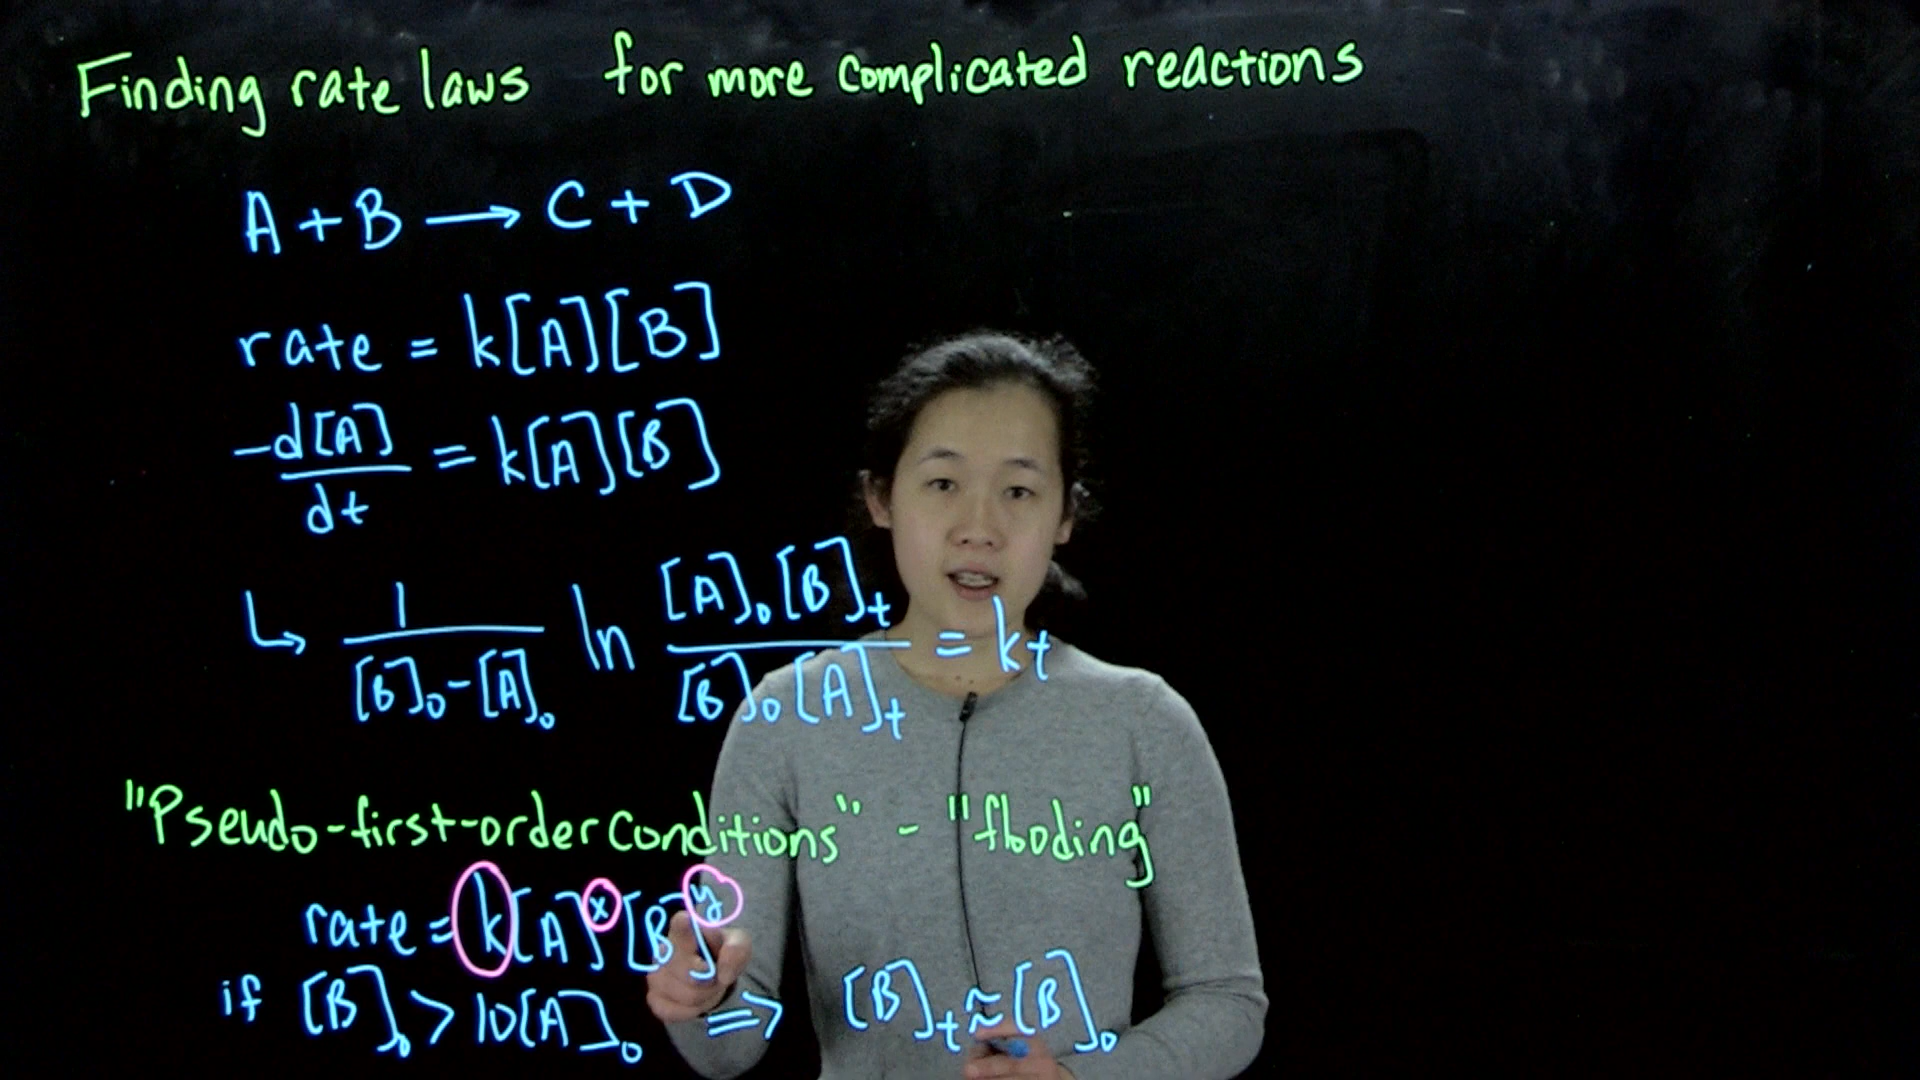 Finding rate laws for more complicated reactions
A + B → C + D
rate = k[A][B]
-d[A]/dt = k[A][B]
↳ 1/([B]₀-[A]₀) ln [A]₀[B]ₜ/[B]₀[A]ₜ = kt
"Pseudo-first-order conditions" - "flooding"
rate = k[A]ˣ[B]ʸ
if [B]₀ > 10[A]₀ ⇒ [B]ₜ ≈ [B]₀